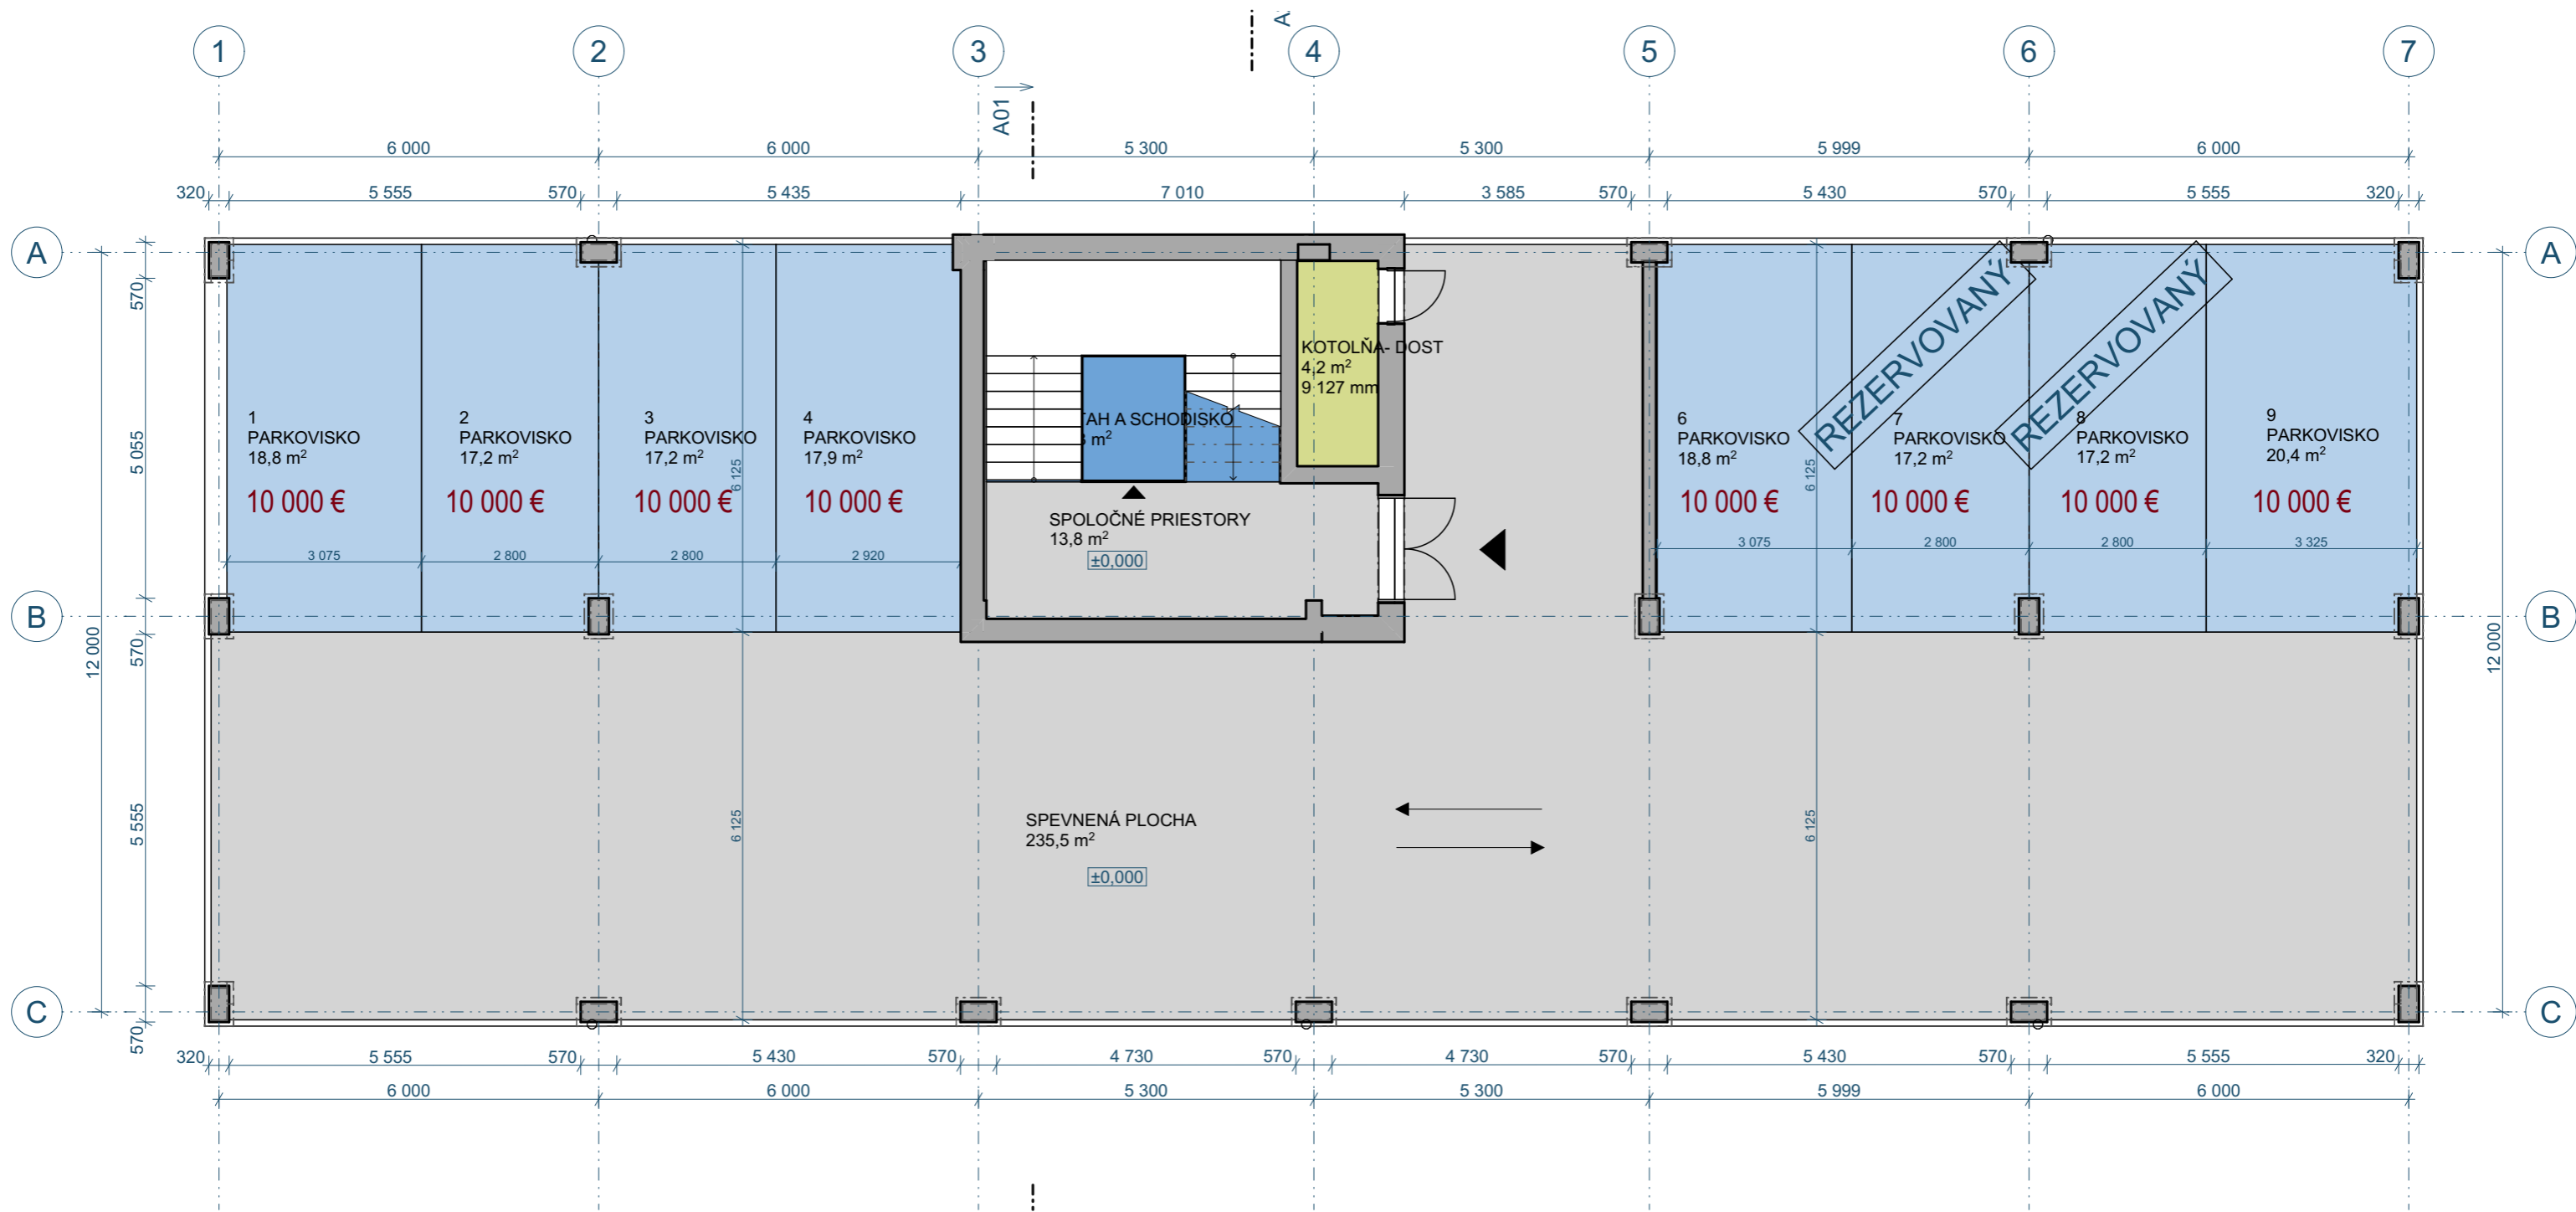 A
1 2 3 4 5 6 7
A01
6 000 6 000 5 300 5 300 5 999 6 000
320 5 555 570 5 435 7 010 3 585 570 5 430 570 5 555 320
A A
570
5 055
570
12 000
5 555
570
12 000
B B
C C
1
PARKOVISKO
18,8 m²
10 000 €
2
PARKOVISKO
17,2 m²
10 000 €
3
PARKOVISKO
17,2 m²
10 000 €
4
PARKOVISKO
17,9 m²
10 000 €
3 075 2 800 2 800 2 920
6 125
6 125
KOTOLŇA- DOST
4,2 m²
9 127 mm
A SCHODISKO
m²
SPOLOČNÉ PRIESTORY
13,8 m²
±0,000
6
PARKOVISKO
18,8 m²
10 000 €
REZERVOVANÝ
7
PARKOVISKO
17,2 m²
10 000 €
REZERVOVANÝ
8
PARKOVISKO
17,2 m²
10 000 €
9
PARKOVISKO
20,4 m²
10 000 €
3 075 2 800 2 800 3 325
6 125
6 125
SPEVNENÁ PLOCHA
235,5 m²
±0,000
320 5 555 570 5 430 570 4 730 570 4 730 570 5 430 570 5 555 320
6 000 6 000 5 300 5 300 5 999 6 000